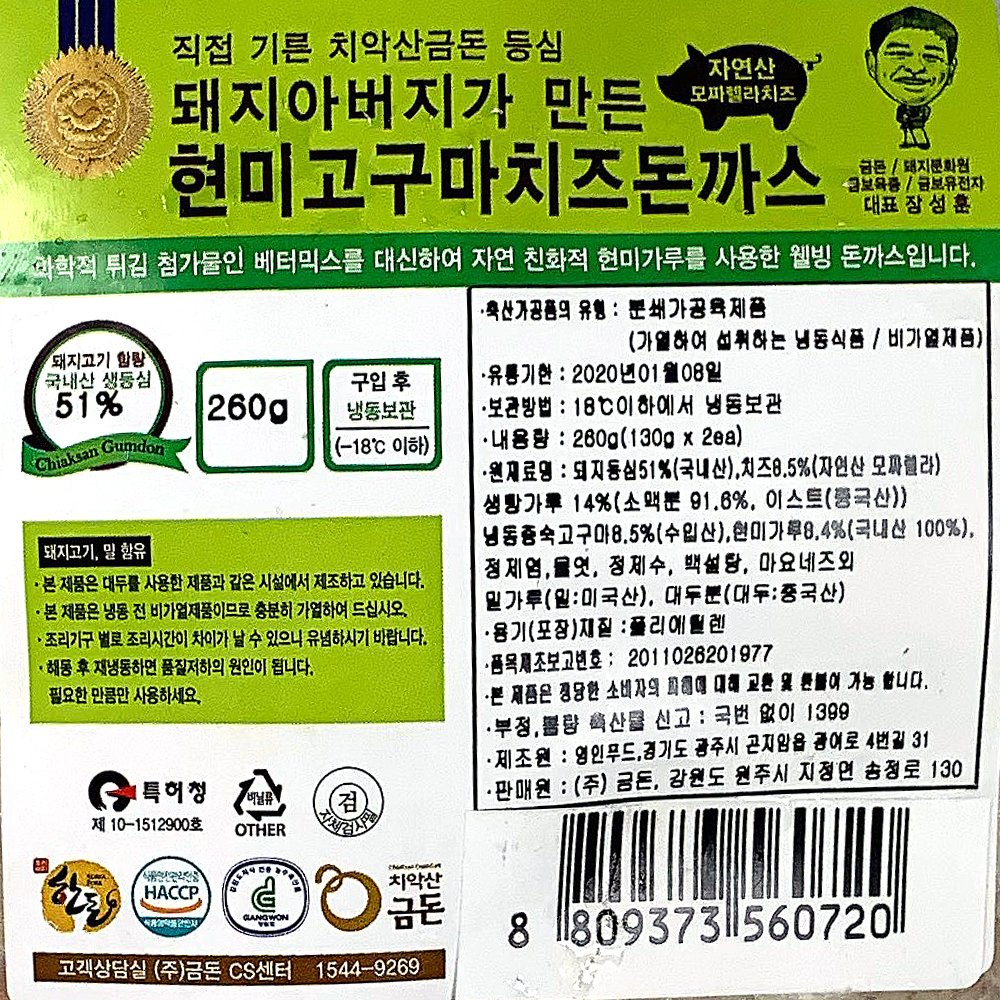 직접 기른 치악산금돈 등심
돼지아버지가 만든
자연산
모짜렐라치즈
현미고구마치즈돈까스
금돈 / 돼지문화원
금보육종 / 금보유전자
대표 장성훈
과학적 튀김 첨가물인 베터믹스를 대신하여 자연 친화적 현미가루를 사용한 웰빙 돈까스입니다.
돼지고기 함량
국내산 생등심
51%
Chiaksan Gumdon
260g
구입 후
냉동보관
(-18℃ 이하)
·축산가공품의 유형 : 분쇄가공육제품
(가열하여 섭취하는 냉동식품 / 비가열제품)
·유통기한 : 2020년01월08일
·보관방법 : 18℃이하에서 냉동보관
·내용량 : 260g(130g x 2ea)
·원재료명 : 돼지등심51%(국내산),치즈8.5%(자연산 모짜렐라)
생빵가루 14%(소맥분 91.6%, 이스트(중국산))
냉동증숙고구마8.5%(수입산),현미가루8.4%(국내산 100%),
정제염,물엿, 정제수, 백설탕, 마요네즈외
밀가루(밀:미국산), 대두분(대두:중국산)
·용기(포장)재질 :폴리에틸렌
·품목제조보고번호 : 2011026201977
·본 제품은 정당한 소비자의 피해에 대해 교환 및 환불이 가능 합니다.
·부정,불량 축산물 신고 : 국번 없이 1399
·제조원 : 영인푸드,경기도 광주시 곤지암읍 광여로 4번길 31
·판매원 : (주) 금돈, 강원도 원주시 지정면 송정로 130
돼지고기, 밀 함유
·본 제품은 대두를 사용한 제품과 같은 시설에서 제조하고 있습니다.
·본 제품은 냉동 전 비가열제품이므로 충분히 가열하여 드십시오.
·조리기구 별로 조리시간이 차이가 날 수 있으니 유념하시기 바랍니다.
·해동 후 재냉동하면 품질저하의 원인이 됩니다.
필요한 만큼만 사용하세요.
특허청
제 10-1512900호
비닐류
OTHER
검
자체검사필
한돈
HACCP
GANGWON
치악산
금돈
8 809373 560720
고객상담실 (주)금돈 CS센터 1544-9269